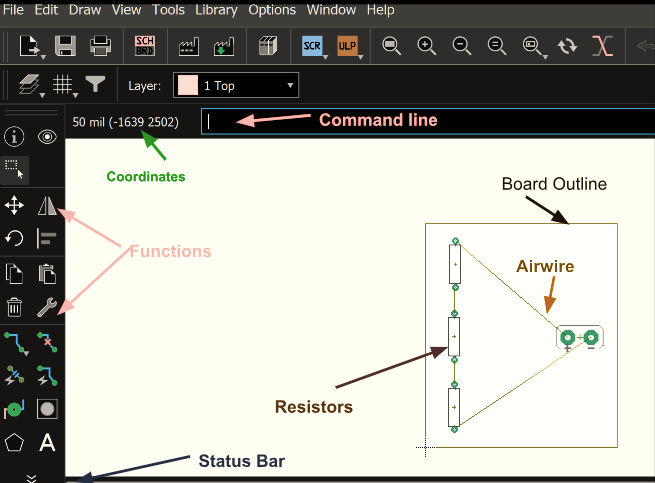 File Edit Draw View Tools Library Options Window Help
SCH
BRD
SCR
ULP
Layer: 1 Top
50 mil (-1639 2502)
Command line
Coordinates
Board Outline
Functions
Airwire
+ −
Resistors
A
Status Bar